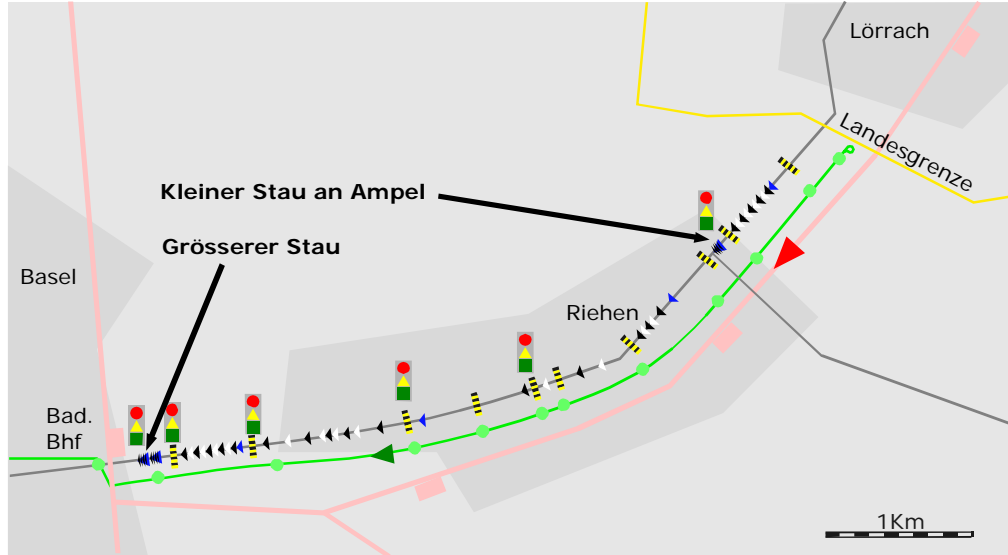 Lörrach
Landesgrenze
Kleiner Stau an Ampel
Grösserer Stau
Basel
Riehen
Bad.
Bhf
1Km